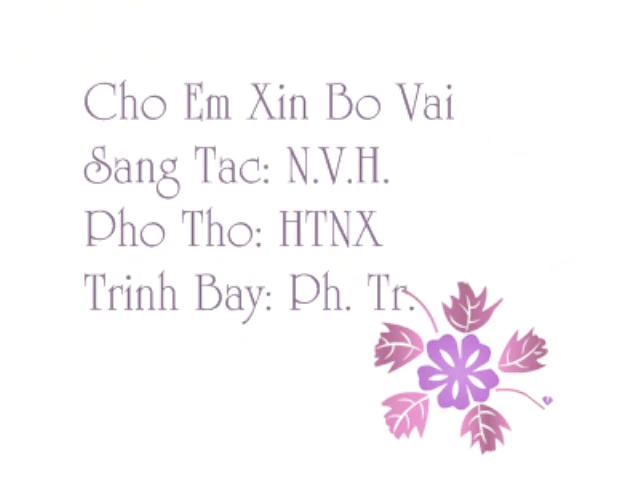 Cho Em Xin Bo Vai
Sang Tac: N.V.H.
Pho Tho: HTNX
Trinh Bay: Ph. Tr.